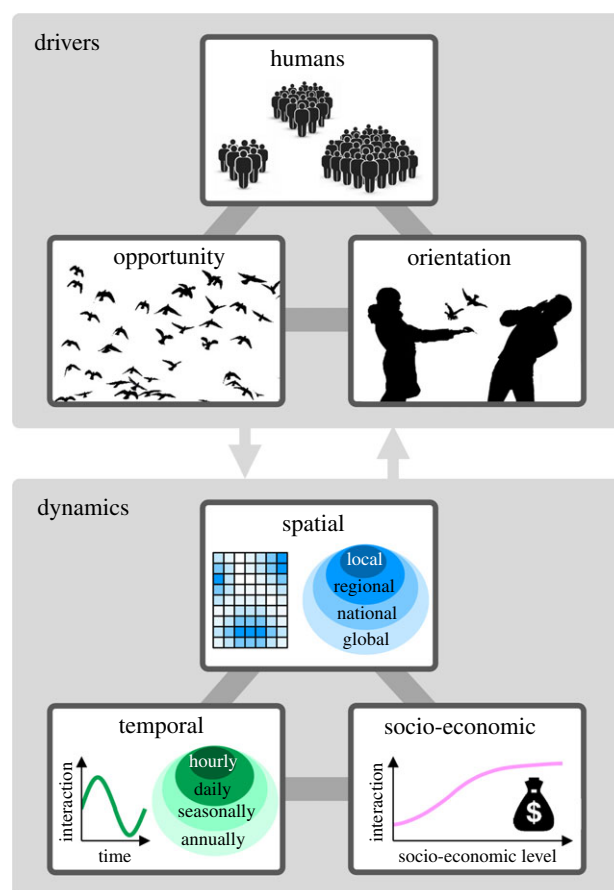 drivers
humans
opportunity
orientation
dynamics
spatial
local
regional
national
global
temporal
interaction
time
hourly
daily
seasonally
annually
socio-economic
interaction
$
socio-economic level